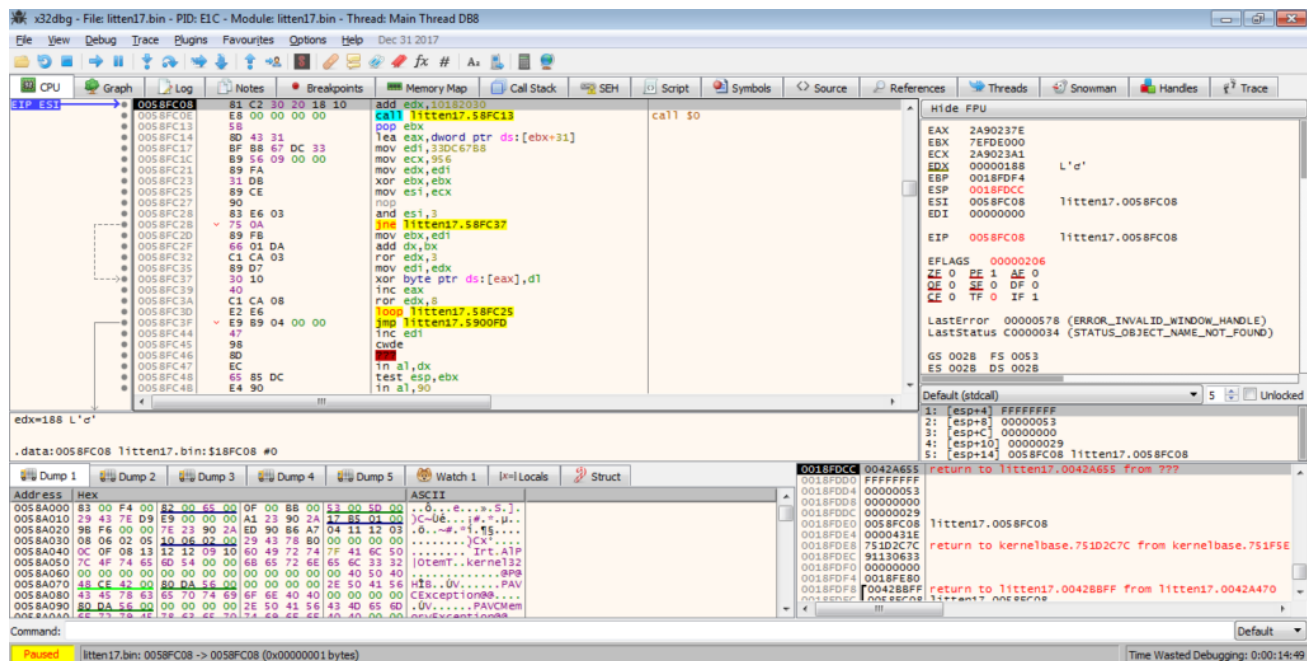 x32dbg - File: litten17.bin - PID: E1C - Module: litten17.bin - Thread: Main Thread DB8
File View Debug Trace Plugins Favourites Options Help Dec 31 2017
CPU Graph Log Notes Breakpoints Memory Map Call Stack SEH Script Symbols Source References Threads Snowman Handles Trace
EIP ESI 0058FC08 81 C2 30 20 18 10 add edx,10182030
0058FC0E E8 00 00 00 00 call litten17.58FC13 call $0
0058FC13 5B pop ebx
0058FC14 8D 43 31 lea eax,dword ptr ds:[ebx+31]
0058FC17 BF B8 67 DC 33 mov edi,33DC67B8
0058FC1C B9 56 09 00 00 mov ecx,956
0058FC21 89 FA mov edx,edi
0058FC23 31 DB xor ebx,ebx
0058FC25 89 CE mov esi,ecx
0058FC27 90 nop
0058FC28 83 E6 03 and esi,3
0058FC2B 75 0A jne litten17.58FC37
0058FC2D 89 FB mov ebx,edi
0058FC2F 66 01 DA add dx,bx
0058FC32 C1 CA 03 ror edx,3
0058FC35 89 D7 mov edi,edx
0058FC37 30 10 xor byte ptr ds:[eax],dl
0058FC39 40 inc eax
0058FC3A C1 CA 08 ror edx,8
0058FC3D E2 E6 loop litten17.58FC25
0058FC3F E9 B9 04 00 00 jmp litten17.5900FD
0058FC44 47 inc edi
0058FC45 98 cwde
0058FC46 8D ???
0058FC47 EC in al,dx
0058FC48 65 85 DC test esp,ebx
0058FC4B E4 90 in al,90
Hide FPU
EAX 2A90237E
EBX 7EFDE000
ECX 2A9023A1
EDX 00000188 L'σ'
EBP 0018FDF4
ESP 0018FDCC
ESI 0058FC08 litten17.0058FC08
EDI 00000000
EIP 0058FC08 litten17.0058FC08
EFLAGS 00000206
ZF 0 PF 1 AF 0
OF 0 SF 0 DF 0
CF 0 TF 0 IF 1
LastError 00000578 (ERROR_INVALID_WINDOW_HANDLE)
LastStatus C0000034 (STATUS_OBJECT_NAME_NOT_FOUND)
GS 002B FS 0053
ES 002B DS 002B
Default (stdcall) 5 Unlocked
1: [esp+4] FFFFFFFF
2: [esp+8] 00000053
3: [esp+C] 00000000
4: [esp+10] 00000029
5: [esp+14] 0058FC08 litten17.0058FC08
edx=188 L'σ'
.data:0058FC08 litten17.bin:$18FC08 #0
Dump 1 Dump 2 Dump 3 Dump 4 Dump 5 Watch 1 Locals Struct
Address Hex ASCII
0058A000 83 00 F4 00 82 00 65 00 0F 00 BB 00 53 00 5D 00 ..ô...e...».S.].
0058A010 29 43 7E D9 E9 00 00 00 A1 23 90 2A 17 B5 01 00 )C~Ùé...¡#.*.µ..
0058A020 9B F6 00 00 7E 23 90 2A ED 90 B6 A7 04 11 12 03
0058A030 08 06 02 05 10 06 02 00 29 43 78 B0 00 00 00 00
0058A040 0C 0F 08 13 12 12 09 10 60 49 72 74 7F 41 6C 50
0058A050 7C 4F 74 65 6D 54 00 00 6B 65 72 6E 65 6C 33 32 |OtemT..kernel32
0058A060 00 00 00 00 00 00 00 00 00 00 00 00 00 40 50 40 .............@P@
0058A070 48 CE 42 00 80 DA 56 00 00 00 00 00 2E 50 41 56 HÎB..ÚV......PAV
0058A080 43 45 78 63 65 70 74 69 6F 6E 40 40 00 00 00 00 CException@@....
0058A090 80 DA 56 00 00 00 00 00 2E 50 41 56 43 4D 65 6D .ÚV......PAVCMem
0018FDCC 0042A655 return to litten17.0042A655 from ???
0018FDD0 FFFFFFFF
0018FDD4 00000053
0018FDD8 00000000
0018FDDC 00000029
0018FDE0 0058FC08 litten17.0058FC08
0018FDE4 0000431E
0018FDE8 751D2C7C return to kernelbase.751D2C7C from kernelbase.751F5E
0018FDEC 91130633
0018FDF0 00000000
0018FDF4 0018FE80
0018FDF8 0042BBFF return to litten17.0042BBFF from litten17.0042A470
Command: Default
Paused litten17.bin: 0058FC08 -> 0058FC08 (0x00000001 bytes) Time Wasted Debugging: 0:00:14:49